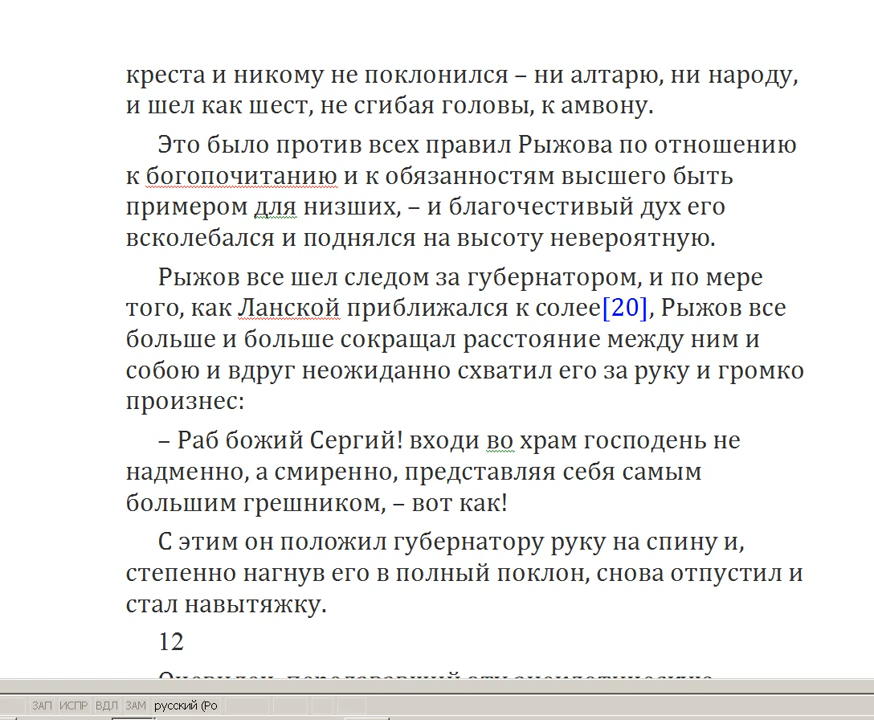 креста и никому не поклонился – ни алтарю, ни народу,
и шел как шест, не сгибая головы, к амвону.
Это было против всех правил Рыжова по отношению
к богопочитанию и к обязанностям высшего быть
примером для низших, – и благочестивый дух его
всколебался и поднялся на высоту невероятную.
Рыжов все шел следом за губернатором, и по мере
того, как Ланской приближался к солее[20], Рыжов все
больше и больше сокращал расстояние между ним и
собою и вдруг неожиданно схватил его за руку и громко
произнес:
– Раб божий Сергий! входи во храм господень не
надменно, а смиренно, представляя себя самым
большим грешником, – вот как!
С этим он положил губернатору руку на спину и,
степенно нагнув его в полный поклон, снова отпустил и
стал навытяжку.
12
ЗАП ИСПР ВДЛ ЗАМ русский (Ро